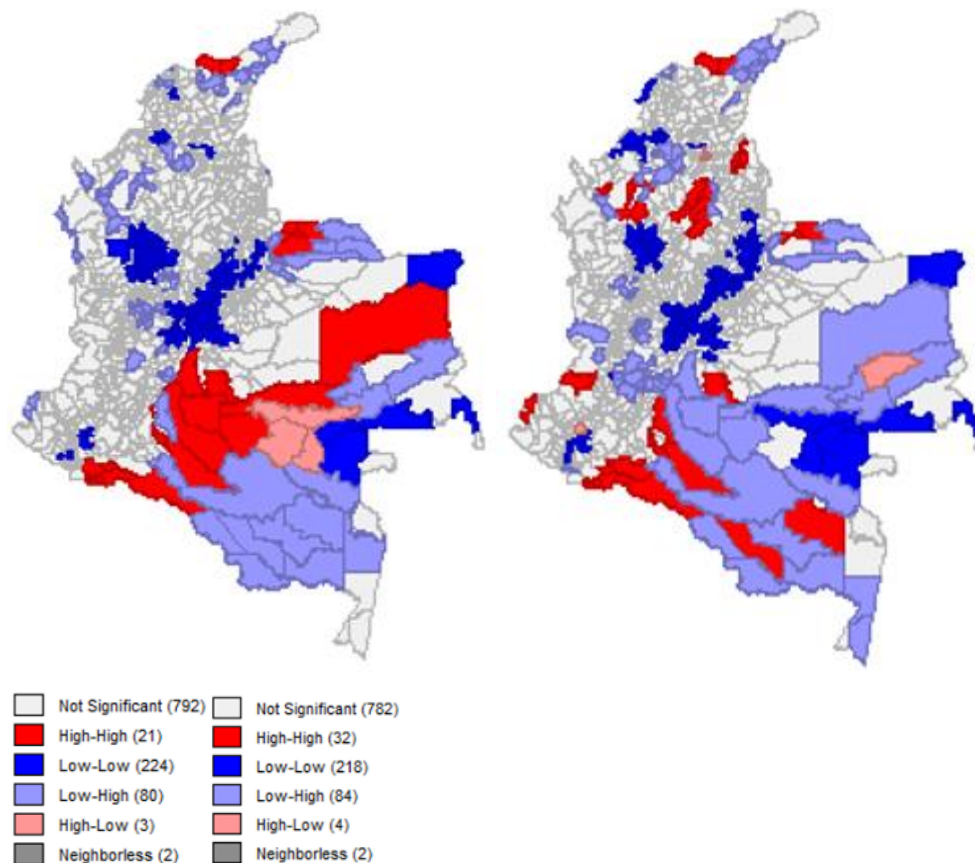 Not Significant (792) Not Significant (782)
High-High (21) High-High (32)
Low-Low (224) Low-Low (218)
Low-High (80) Low-High (84)
High-Low (3) High-Low (4)
Neighborless (2) Neighborless (2)